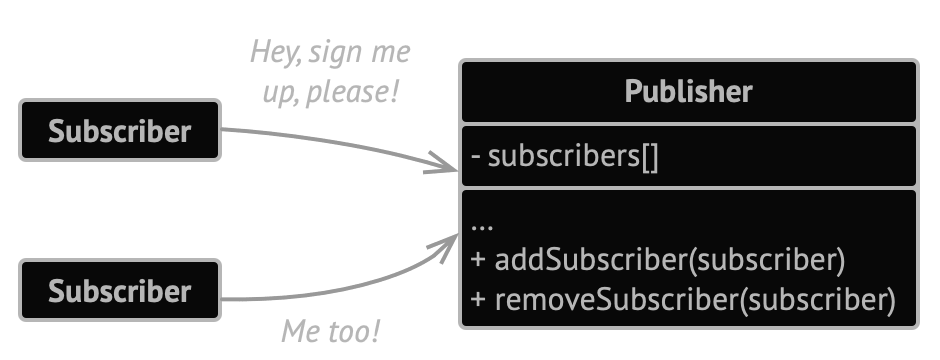 Hey, sign me
up, please!
Publisher
Subscriber
- subscribers[]
...
+ addSubscriber(subscriber)
Subscriber
+ removeSubscriber(subscriber)
Me too!